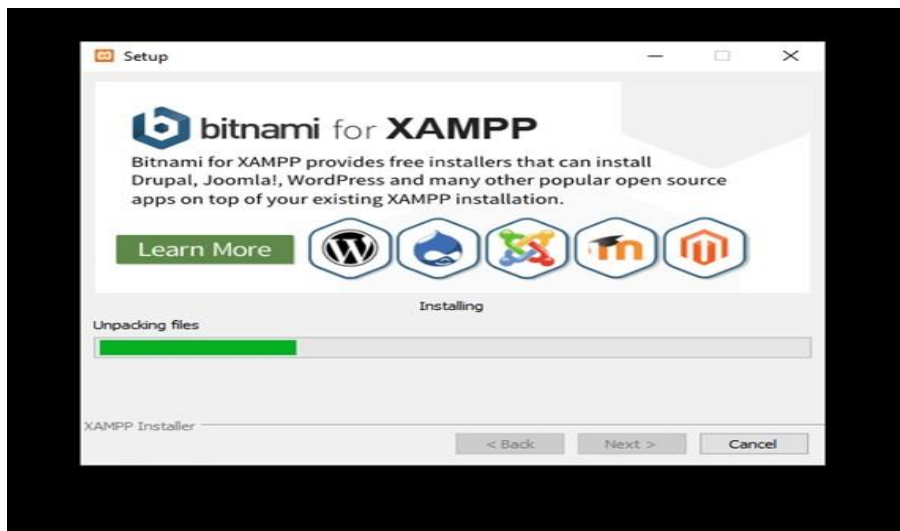 Setup
bitnami for XAMPP
Bitnami for XAMPP provides free installers that can install
Drupal, Joomla!, WordPress and many other popular open source
apps on top of your existing XAMPP installation.
Learn More
Installing
Unpacking files
XAMPP Installer
< Back Next > Cancel